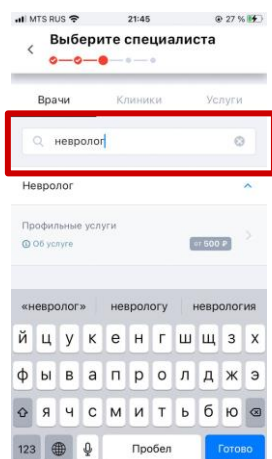 MTS RUS 21:45 27 %
Выберите специалиста
Врачи Клиники Услуги
невролог
Невролог
Профильные услуги
Об услуге от 500 ₽
«невролог» неврологу неврология
й ц у к е н г ш щ з х
ф ы в а п р о л д ж э
я ч с м и т ь б ю
123 Пробел Готово